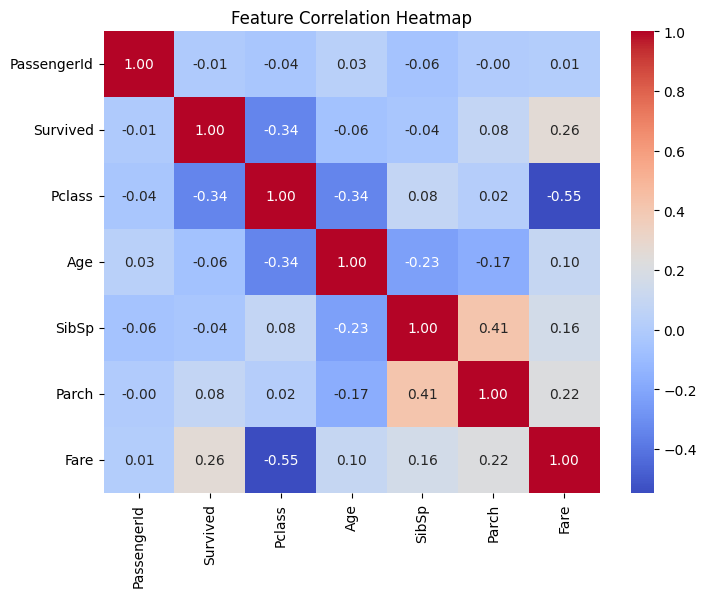 Feature Correlation Heatmap
PassengerId 1.00 -0.01 -0.04 0.03 -0.06 -0.00 0.01
Survived -0.01 1.00 -0.34 -0.06 -0.04 0.08 0.26
Pclass -0.04 -0.34 1.00 -0.34 0.08 0.02 -0.55
Age 0.03 -0.06 -0.34 1.00 -0.23 -0.17 0.10
SibSp -0.06 -0.04 0.08 -0.23 1.00 0.41 0.16
Parch -0.00 0.08 0.02 -0.17 0.41 1.00 0.22
Fare 0.01 0.26 -0.55 0.10 0.16 0.22 1.00
PassengerId Survived Pclass Age SibSp Parch Fare
1.0
0.8
0.6
0.4
0.2
0.0
−0.2
−0.4